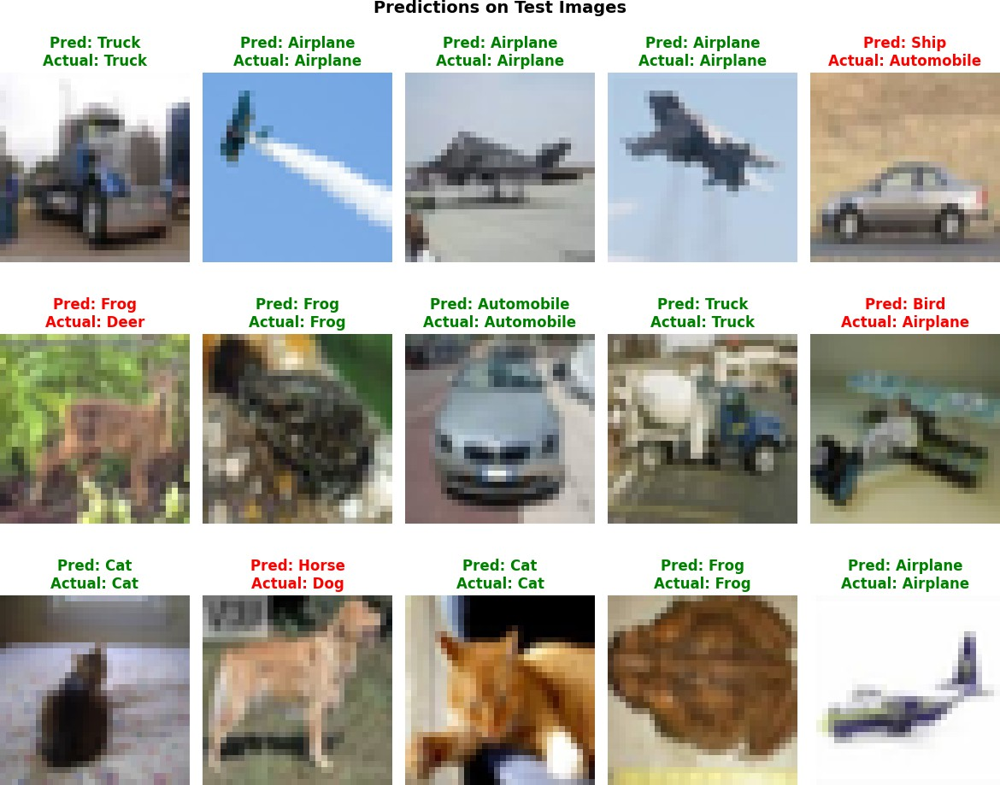 Predictions on Test Images
Pred: Truck
Actual: Truck
Pred: Airplane
Actual: Airplane
Pred: Airplane
Actual: Airplane
Pred: Airplane
Actual: Airplane
Pred: Ship
Actual: Automobile
Pred: Frog
Actual: Deer
Pred: Frog
Actual: Frog
Pred: Automobile
Actual: Automobile
Pred: Truck
Actual: Truck
Pred: Bird
Actual: Airplane
Pred: Cat
Actual: Cat
Pred: Horse
Actual: Dog
Pred: Cat
Actual: Cat
Pred: Frog
Actual: Frog
Pred: Airplane
Actual: Airplane